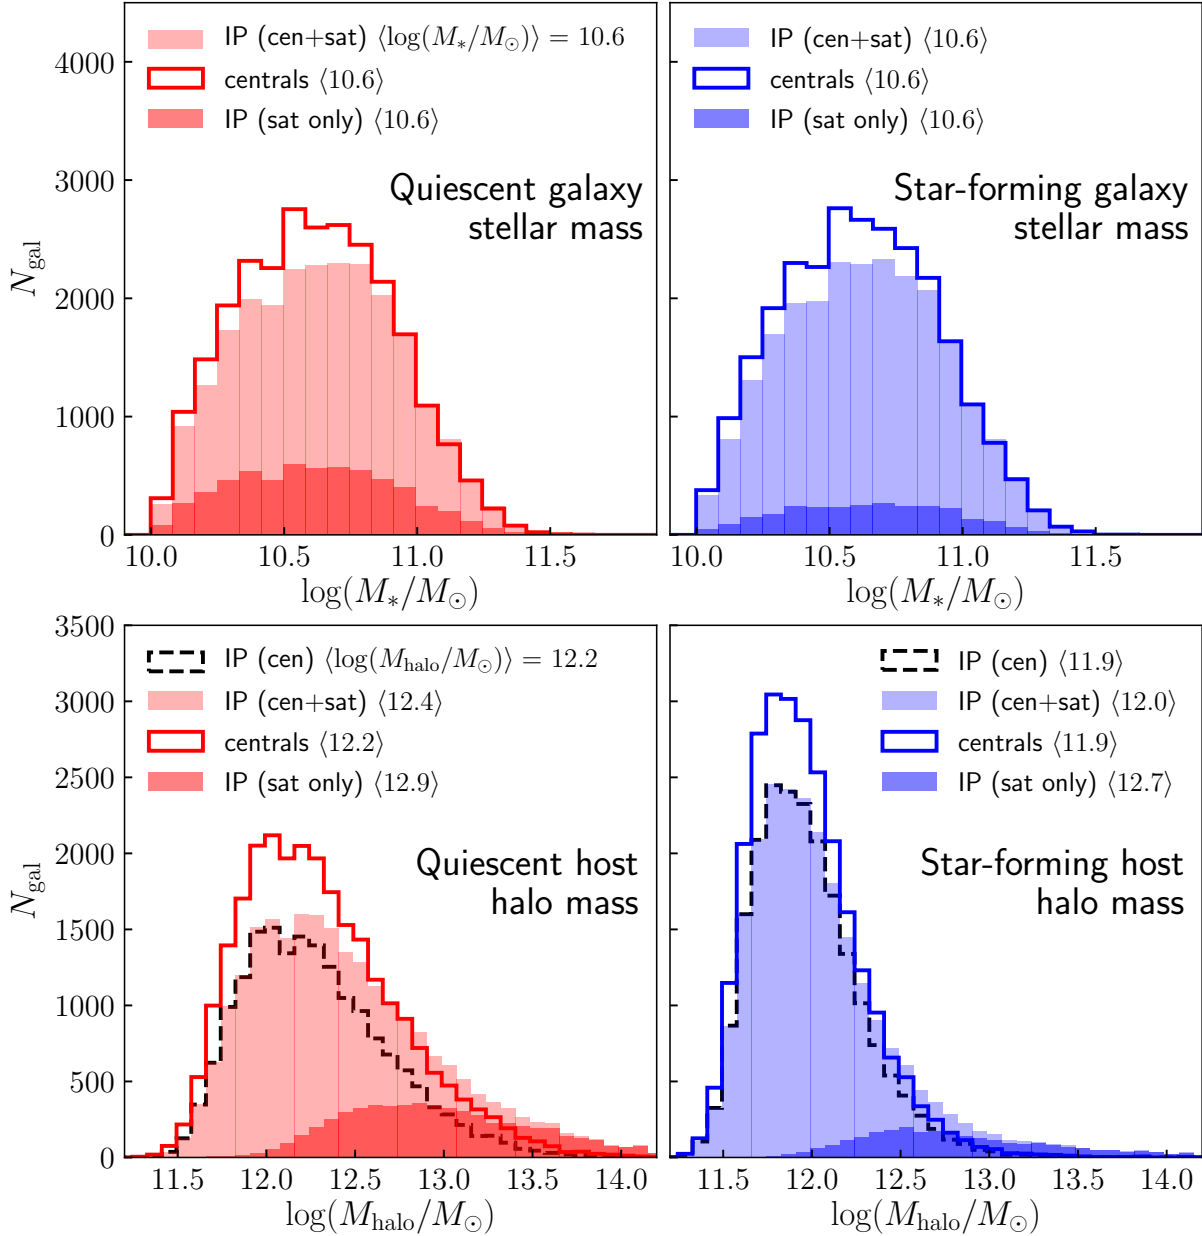 IP (cen+sat) ⟨log(M∗/M⊙)⟩ = 10.6
centrals ⟨10.6⟩
IP (sat only) ⟨10.6⟩
Quiescent galaxy
stellar mass
4000
3000
2000
1000
0
N_gal
10.0 10.5 11.0 11.5
log(M∗/M⊙)
IP (cen+sat) ⟨10.6⟩
centrals ⟨10.6⟩
IP (sat only) ⟨10.6⟩
Star-forming galaxy
stellar mass
10.0 10.5 11.0 11.5
log(M∗/M⊙)
IP (cen) ⟨log(M_halo/M⊙)⟩ = 12.2
IP (cen+sat) ⟨12.4⟩
centrals ⟨12.2⟩
IP (sat only) ⟨12.9⟩
Quiescent host
halo mass
3500
3000
2500
2000
1500
1000
500
0
N_gal
11.5 12.0 12.5 13.0 13.5 14.0
log(M_halo/M⊙)
IP (cen) ⟨11.9⟩
IP (cen+sat) ⟨12.0⟩
centrals ⟨11.9⟩
IP (sat only) ⟨12.7⟩
Star-forming host
halo mass
11.5 12.0 12.5 13.0 13.5 14.0
log(M_halo/M⊙)